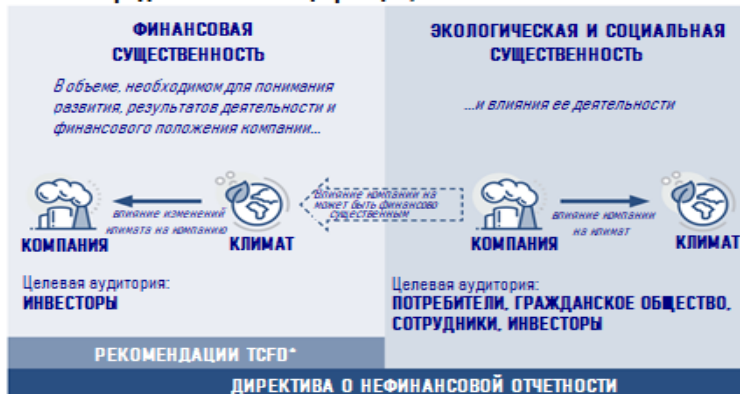 ФИНАНСОВАЯ
СУЩЕСТВЕННОСТЬ
В объеме, необходимом для понимания
развития, результатов деятельности и
финансового положения компании...
влияние изменений
климата на компанию
КОМПАНИЯ
КЛИМАТ
Целевая аудитория:
ИНВЕСТОРЫ
РЕКОМЕНДАЦИИ TCFD*
Влияние компании на
может быть финансово
существенным
ЭКОЛОГИЧЕСКАЯ И СОЦИАЛЬНАЯ
СУЩЕСТВЕННОСТЬ
...и влияния ее деятельности
влияние компании
на климат
КОМПАНИЯ
КЛИМАТ
Целевая аудитория:
ПОТРЕБИТЕЛИ, ГРАЖДАНСКОЕ ОБЩЕСТВО,
СОТРУДНИКИ, ИНВЕСТОРЫ
ДИРЕКТИВА О НЕФИНАНСОВОЙ ОТЧЕТНОСТИ